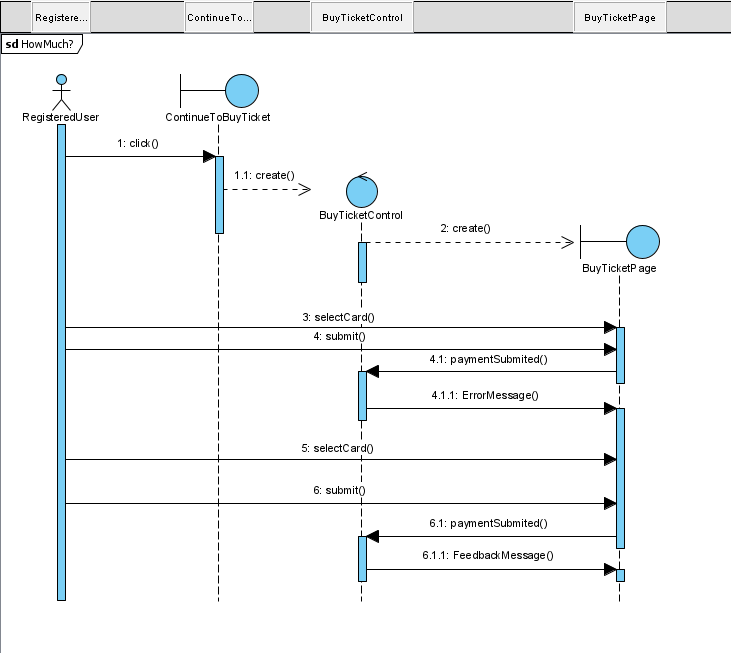 Registere... ContinueTo... BuyTicketControl BuyTicketPage
sd HowMuch?
RegisteredUser
ContinueToBuyTicket
1: click()
1.1: create()
BuyTicketControl
2: create()
BuyTicketPage
3: selectCard()
4: submit()
4.1: paymentSubmited()
4.1.1: ErrorMessage()
5: selectCard()
6: submit()
6.1: paymentSubmited()
6.1.1: FeedbackMessage()